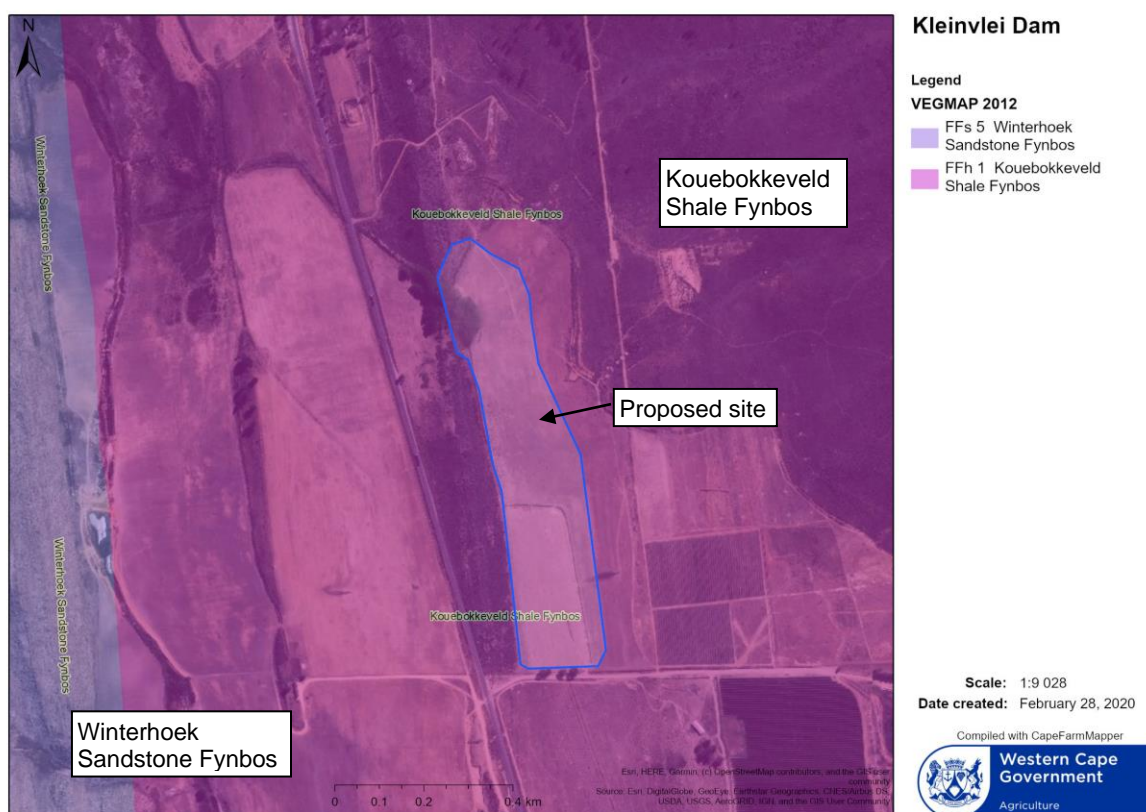 N
Kleinvlei Dam
Legend
VEGMAP 2012
FFs 5 Winterhoek
Sandstone Fynbos
FFh 1 Kouebokkeveld
Shale Fynbos
Winterhoek Sandstone Fynbos
Kouebokkeveld
Shale Fynbos
Kouebokkeveld Shale Fynbos
Proposed site
Winterhoek Sandstone Fynbos
Kouebokkeveld Shale Fynbos
Winterhoek
Sandstone Fynbos
0 0.1 0.2 0.4 km
Esri, HERE, Garmin, (c) OpenStreetMap contributors, and the GIS user
community
Source: Esri, DigitalGlobe, GeoEye, Earthstar Geographics, CNES/Airbus DS,
USDA, USGS, AeroGRID, IGN, and the GIS User Community
Scale: 1:9 028
Date created: February 28, 2020
Compiled with CapeFarmMapper
Western Cape
Government
Agriculture